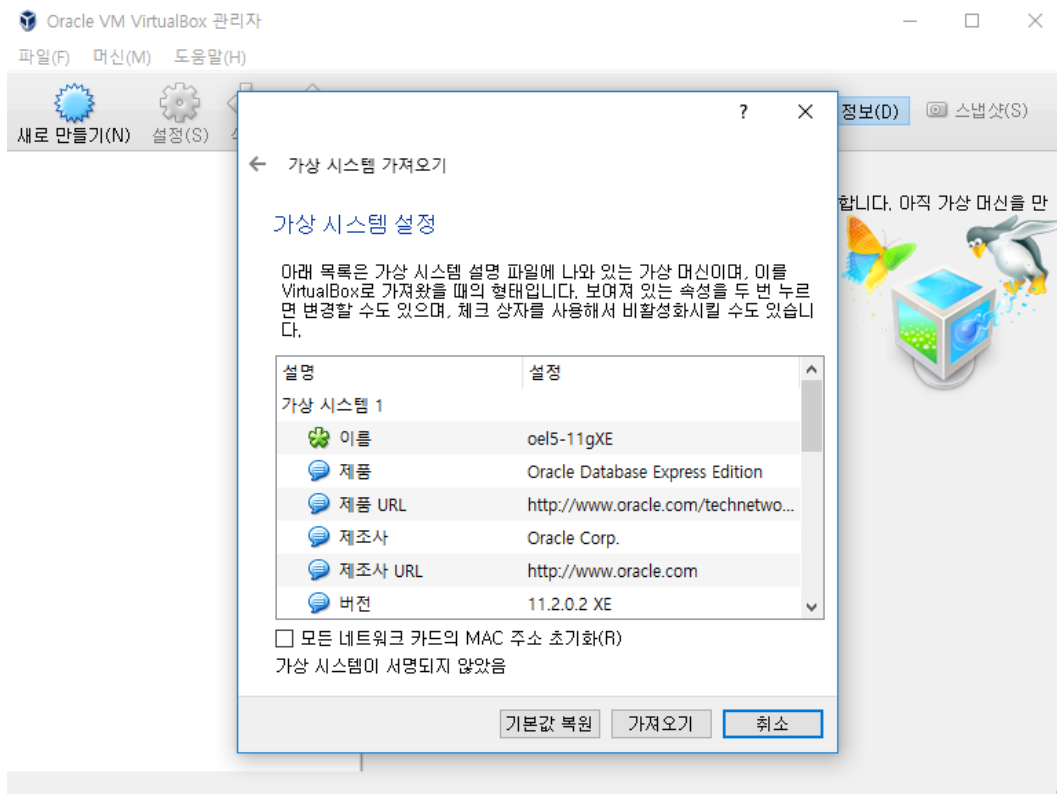 Oracle VM VirtualBox 관리자
파일(F) 머신(M) 도움말(H)
새로 만들기(N) 설정(S) 정보(D) 스냅샷(S)
?
가상 시스템 가져오기
합니다. 아직 가상 머신을 만
가상 시스템 설정
아래 목록은 가상 시스템 설명 파일에 나와 있는 가상 머신이며, 이를
VirtualBox로 가져왔을 때의 형태입니다. 보여져 있는 속성을 두 번 누르
면 변경할 수도 있으며, 체크 상자를 사용해서 비활성화시킬 수도 있습니
다.
설명 설정
가상 시스템 1
이름 oel5-11gXE
제품 Oracle Database Express Edition
제품 URL http://www.oracle.com/technetwo...
제조사 Oracle Corp.
제조사 URL http://www.oracle.com
버전 11.2.0.2 XE
모든 네트워크 카드의 MAC 주소 초기화(R)
가상 시스템이 서명되지 않았음
기본값 복원 가져오기 취소